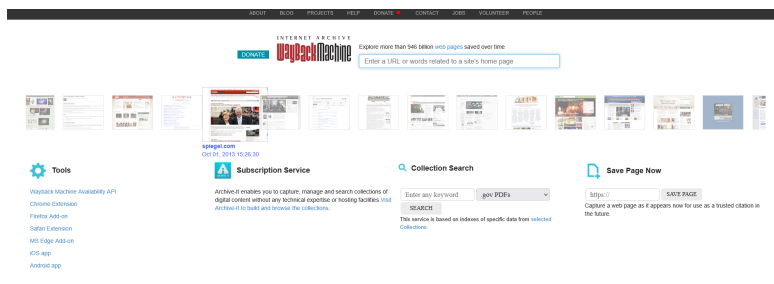 ABOUT BLOG PROJECTS HELP DONATE CONTACT JOBS VOLUNTEER PEOPLE
INTERNET ARCHIVE
DONATE WayBackMachine
Explore more than 946 billion web pages saved over time
Enter a URL or words related to a site's home page
spiegel.com
Oct 01, 2013 15:26:30
Tools
Wayback Machine Availability API
Chrome Extension
Firefox Add-on
Safari Extension
MS Edge Add-on
iOS app
Android app
Subscription Service
Archive-It enables you to capture, manage and search collections of
digital content without any technical expertise or hosting facilities. Visit
Archive-It to build and browse the collections.
Collection Search
Enter any keyword .gov PDFs
SEARCH
This service is based on indexes of specific data from selected
Collections.
Save Page Now
https:// SAVE PAGE
Capture a web page as it appears now for use as a trusted citation in
the future.